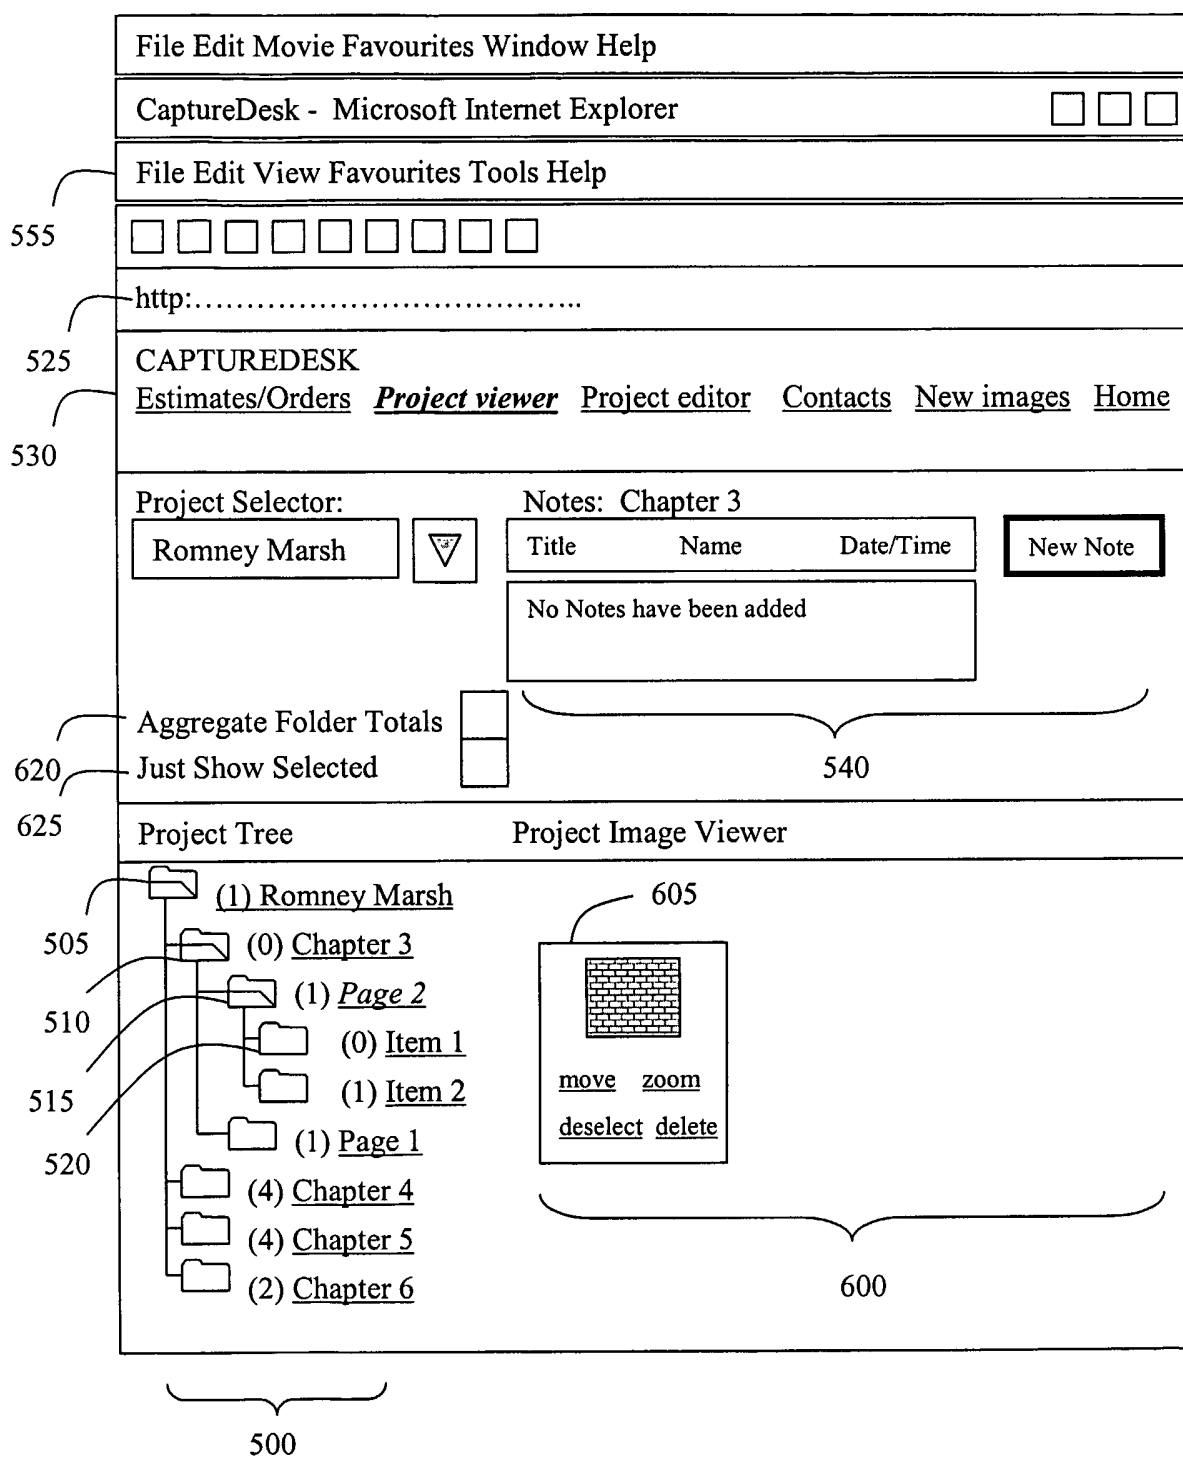 File Edit Movie Favourites Window Help
CaptureDesk - Microsoft Internet Explorer
File Edit View Favourites Tools Help
555
http:........................................
525
CAPTUREDESK
Estimates/Orders Project viewer Project editor Contacts New images Home
530
Project Selector: Notes: Chapter 3
Romney Marsh Title Name Date/Time New Note
No Notes have been added
Aggregate Folder Totals
620 Just Show Selected 540
625 Project Tree Project Image Viewer
(1) Romney Marsh 605
505 (0) Chapter 3
510 (1) Page 2
(0) Item 1
515 (1) Item 2 move zoom
520 (1) Page 1 deselect delete
(4) Chapter 4
(4) Chapter 5
(2) Chapter 6 600
500